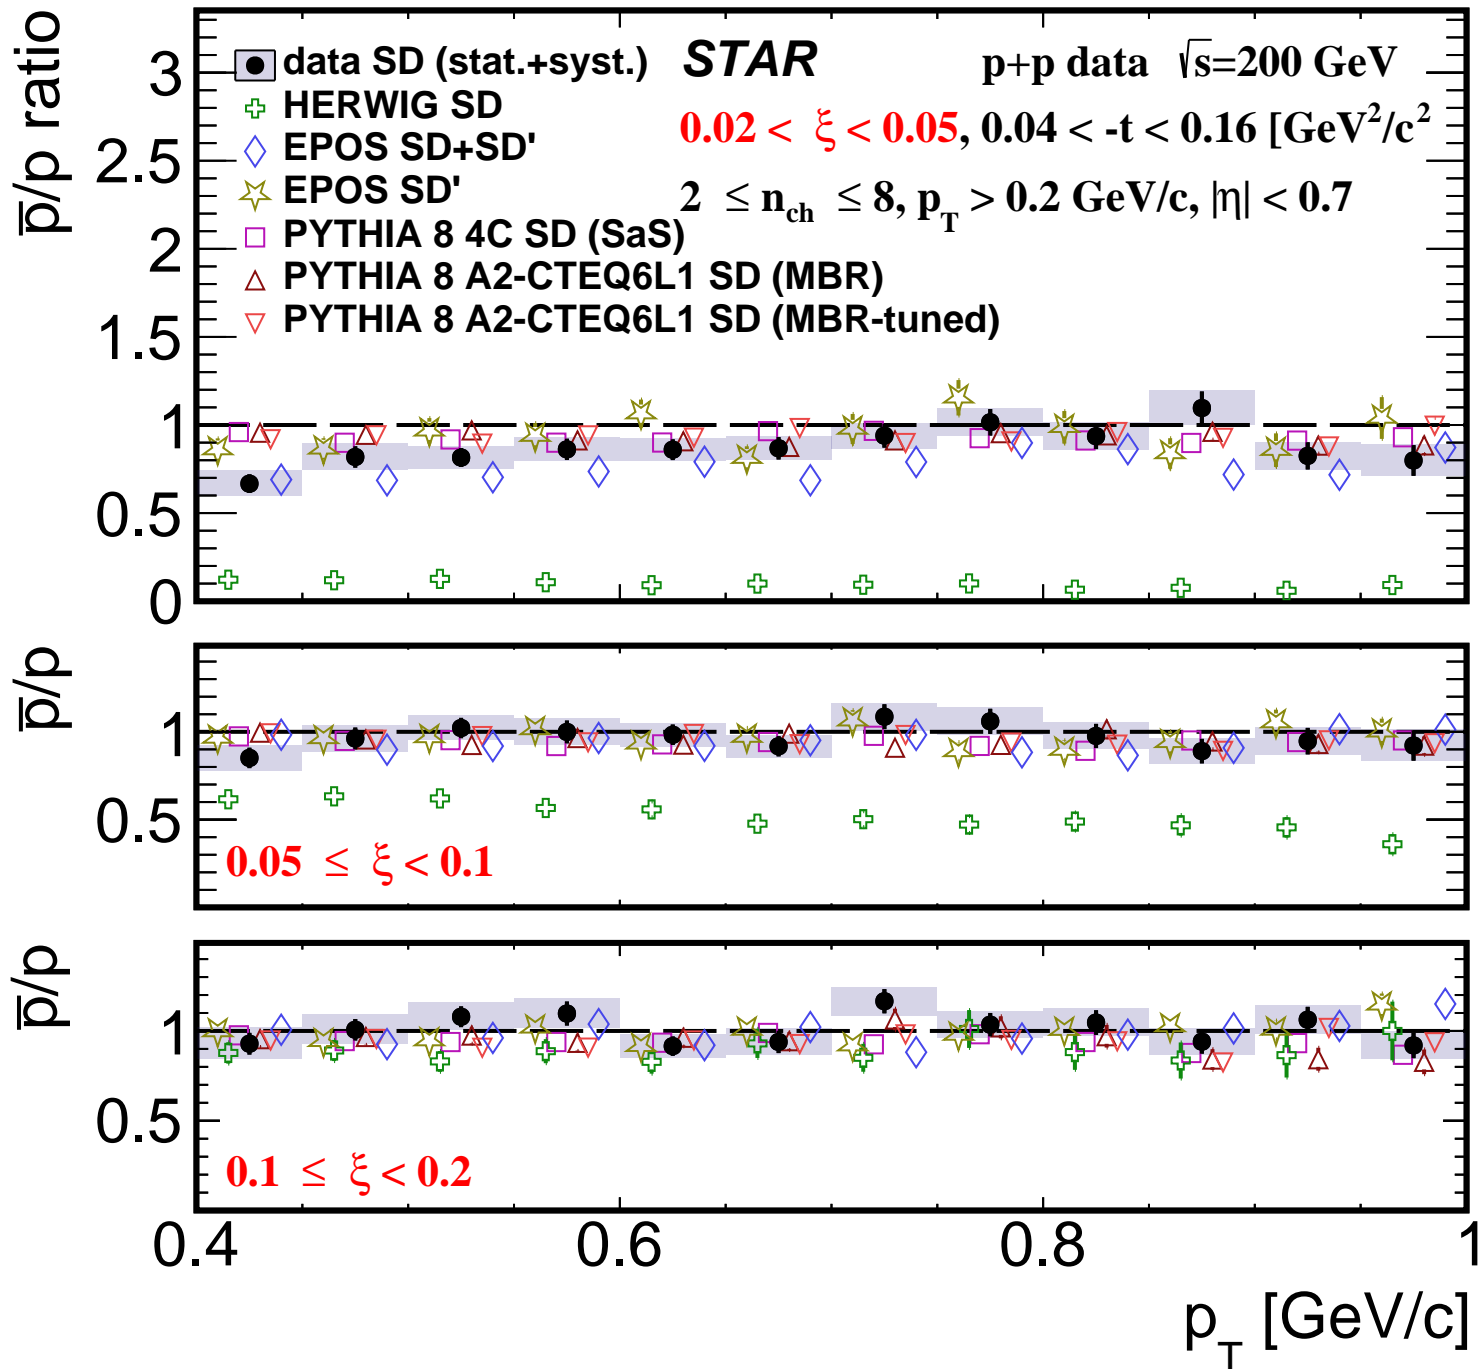 p̅/p ratio
3
2.5
2
1.5
1
0.5
0
data SD (stat.+syst.)
HERWIG SD
EPOS SD+SD'
EPOS SD'
PYTHIA 8 4C SD (SaS)
PYTHIA 8 A2-CTEQ6L1 SD (MBR)
PYTHIA 8 A2-CTEQ6L1 SD (MBR-tuned)
STAR p+p data √s=200 GeV
0.02 < ξ < 0.05, 0.04 < -t < 0.16 [GeV²/c²
2 ≤ n_ch ≤ 8, p_T > 0.2 GeV/c, |η| < 0.7
p̅/p
1
0.5
0.05 ≤ ξ < 0.1
p̅/p
1
0.5
0.1 ≤ ξ < 0.2
0.4 0.6 0.8 1
p_T [GeV/c]